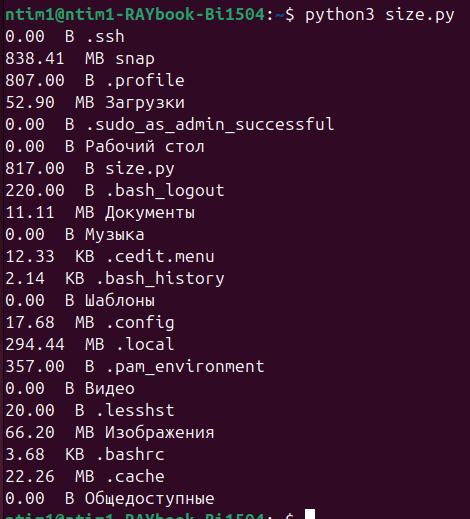 ntim1@ntim1-RAYbook-Bi1504:~$ python3 size.py
0.00  B .ssh
838.41  MB snap
807.00  B .profile
52.90  MB Загрузки
0.00  B .sudo_as_admin_successful
0.00  B Рабочий стол
817.00  B size.py
220.00  B .bash_logout
11.11  MB Документы
0.00  B Музыка
12.33  KB .cedit.menu
2.14  KB .bash_history
0.00  B Шаблоны
17.68  MB .config
294.44  MB .local
357.00  B .pam_environment
0.00  B Видео
20.00  B .lesshst
66.20  MB Изображения
3.68  KB .bashrc
22.26  MB .cache
0.00  B Общедоступные
ntim1@ntim1-RAYbook-Bi1504:~$